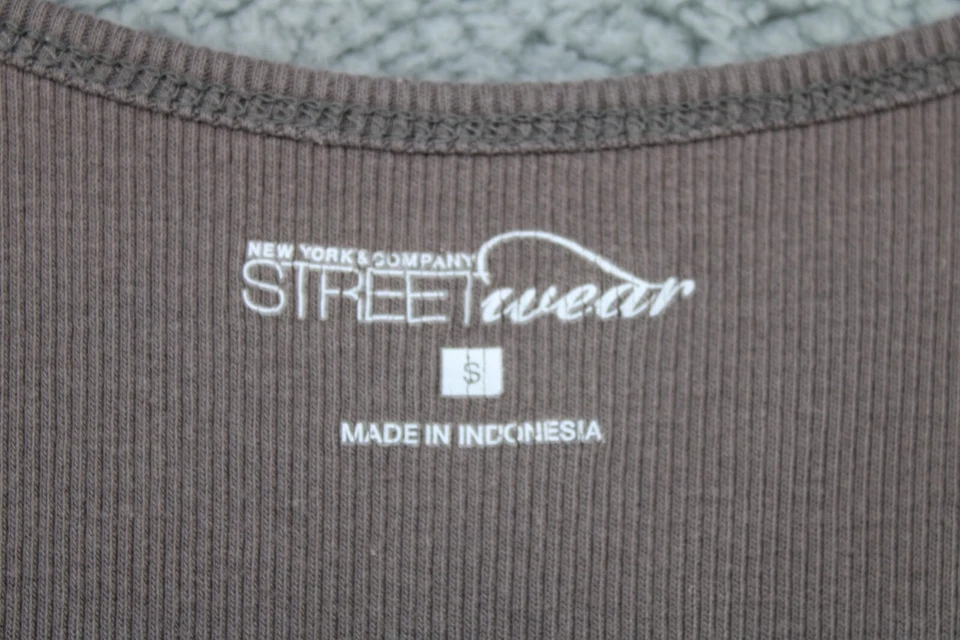 NEW YORK & COMPANY
STREETwear
S
MADE IN INDONESIA